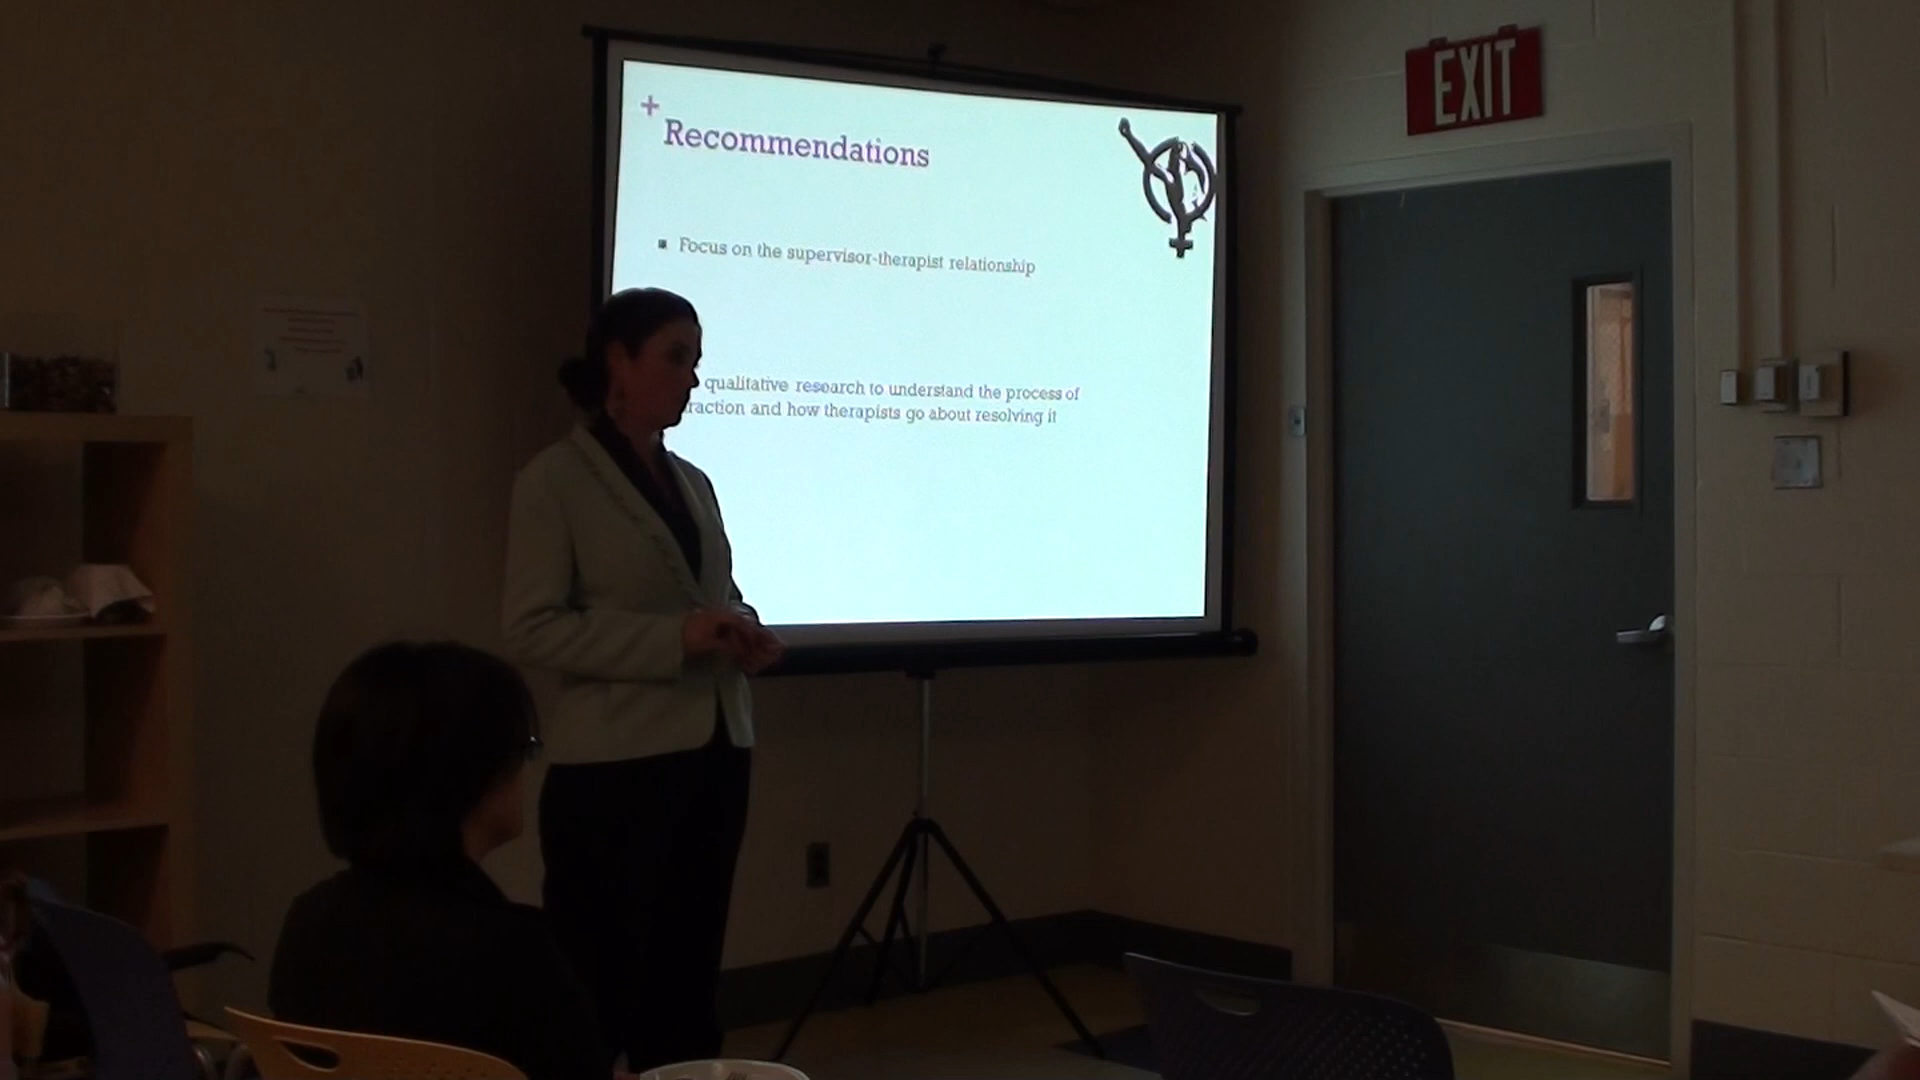 EXIT
+
Recommendations
Focus on the supervisor-therapist relationship
qualitative research to understand the process of
raction and how therapists go about resolving it